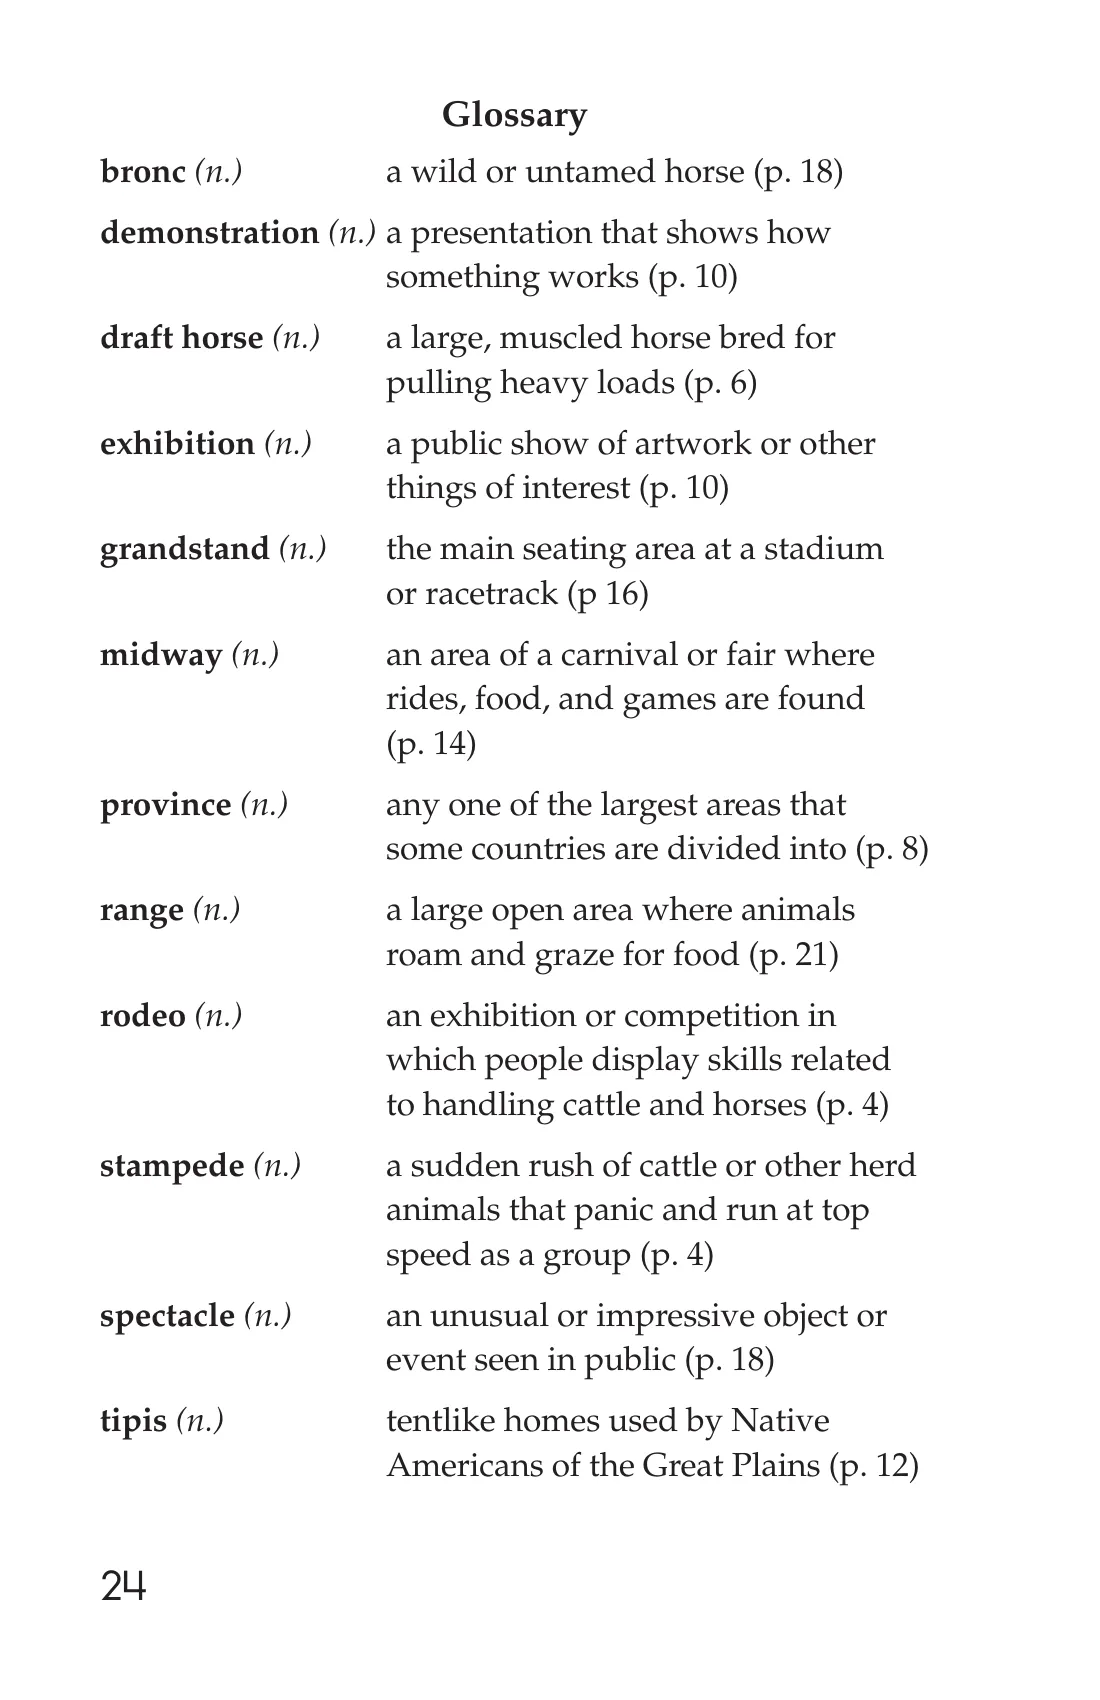 Glossary
bronc (n.) a wild or untamed horse (p. 18)
demonstration (n.) a presentation that shows how
something works (p. 10)
draft horse (n.) a large, muscled horse bred for
pulling heavy loads (p. 6)
exhibition (n.) a public show of artwork or other
things of interest (p. 10)
grandstand (n.) the main seating area at a stadium
or racetrack (p 16)
midway (n.) an area of a carnival or fair where
rides, food, and games are found
(p. 14)
province (n.) any one of the largest areas that
some countries are divided into (p. 8)
range (n.) a large open area where animals
roam and graze for food (p. 21)
rodeo (n.) an exhibition or competition in
which people display skills related
to handling cattle and horses (p. 4)
stampede (n.) a sudden rush of cattle or other herd
animals that panic and run at top
speed as a group (p. 4)
spectacle (n.) an unusual or impressive object or
event seen in public (p. 18)
tipis (n.) tentlike homes used by Native
Americans of the Great Plains (p. 12)
24